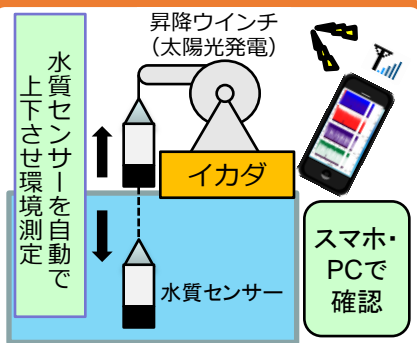 昇降ウインチ
（太陽光発電）
水質センサーを自動で
上下させ環境測定
イカダ
水質センサー
スマホ・
PCで
確認